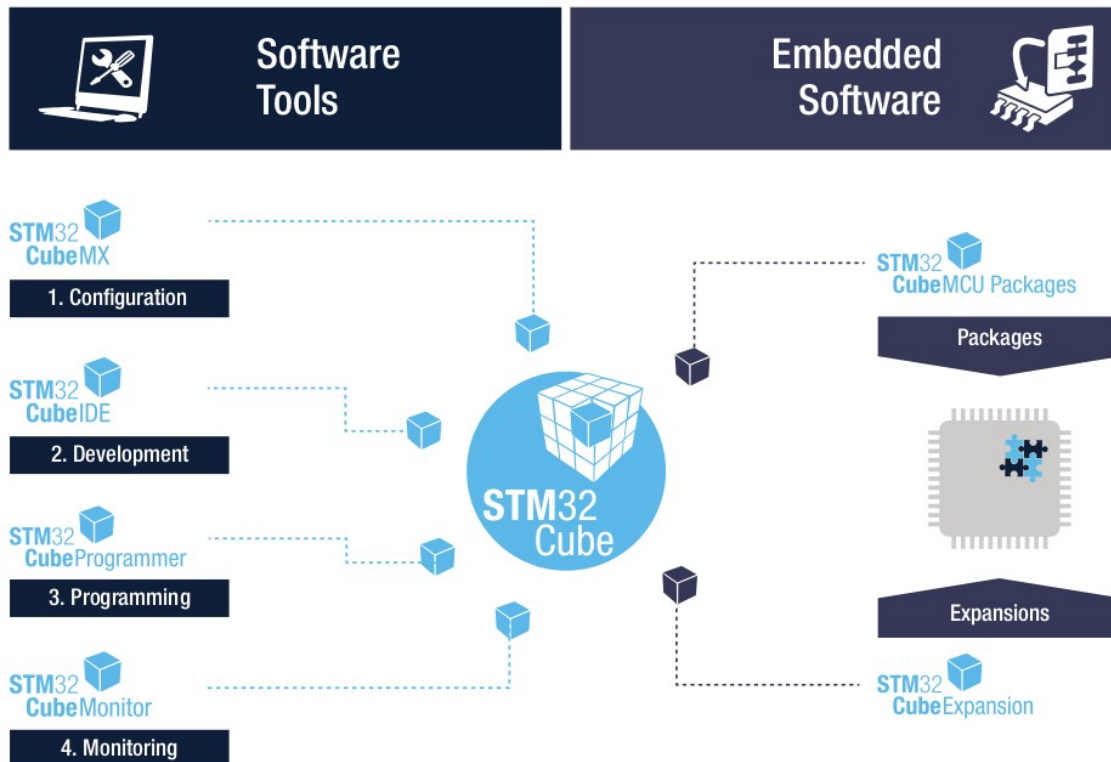 Software
Tools
Embedded
Software
STM32
CubeMX
1. Configuration
STM32
CubeIDE
2. Development
STM32
CubeProgrammer
3. Programming
STM32
CubeMonitor
4. Monitoring
STM32
Cube
STM32
CubeMCU Packages
Packages
Expansions
STM32
CubeExpansion